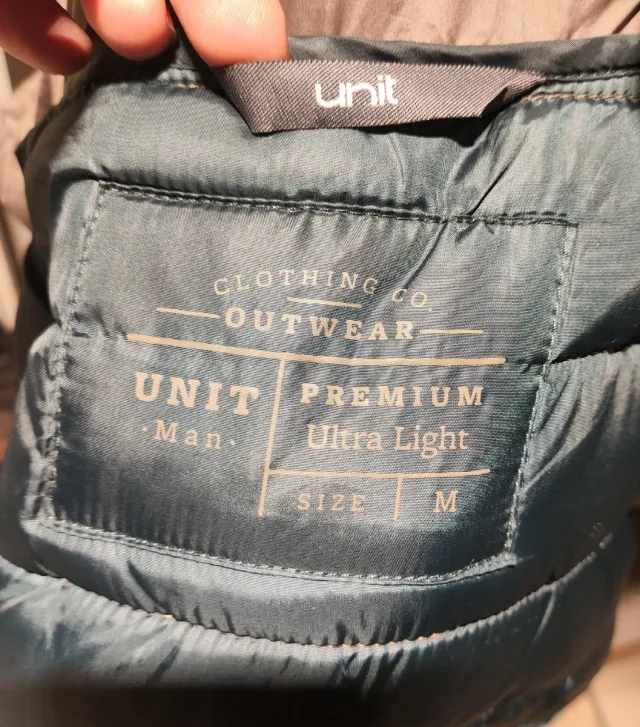 unit
CLOTHING CO.
OUTWEAR
UNIT
·Man·
PREMIUM
Ultra Light
SIZE M